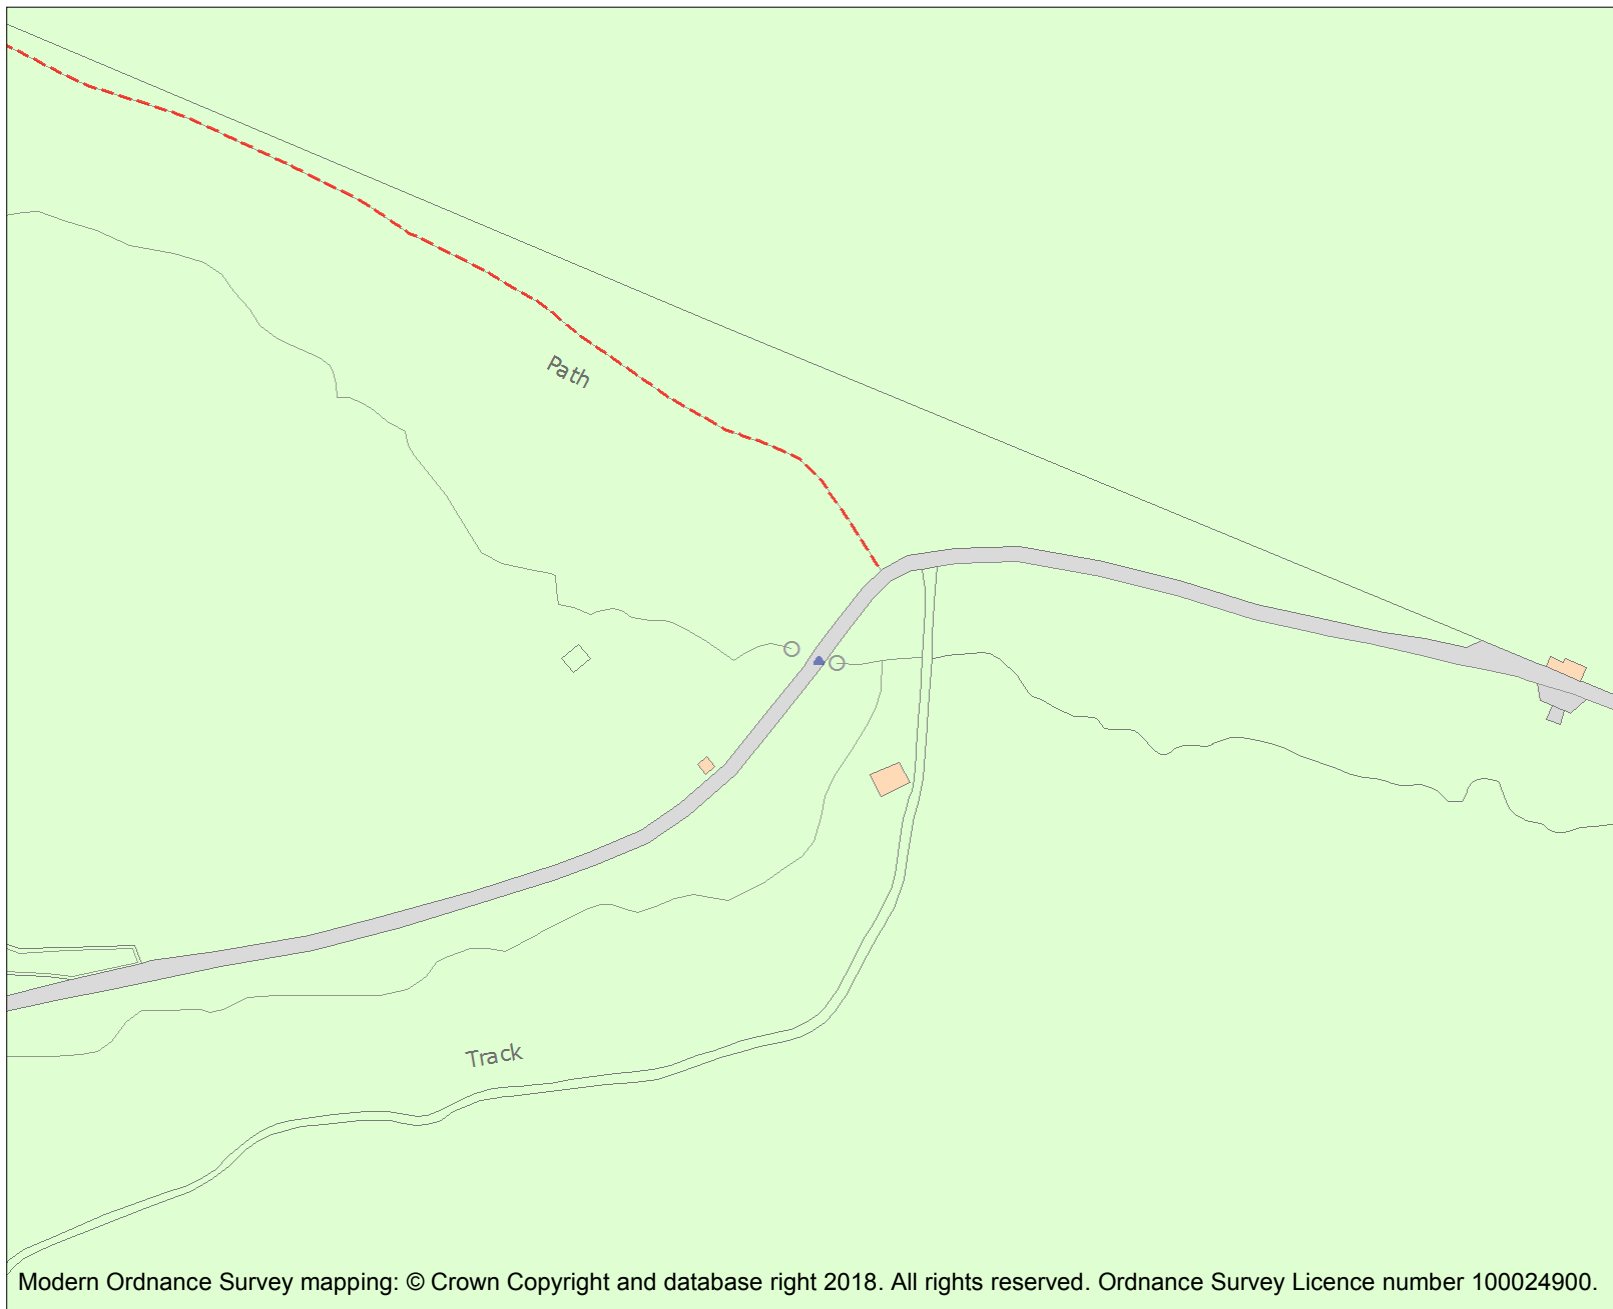 Path
Track
Modern Ordnance Survey mapping: © Crown Copyright and database right 2018. All rights reserved. Ordnance Survey Licence number 100024900.